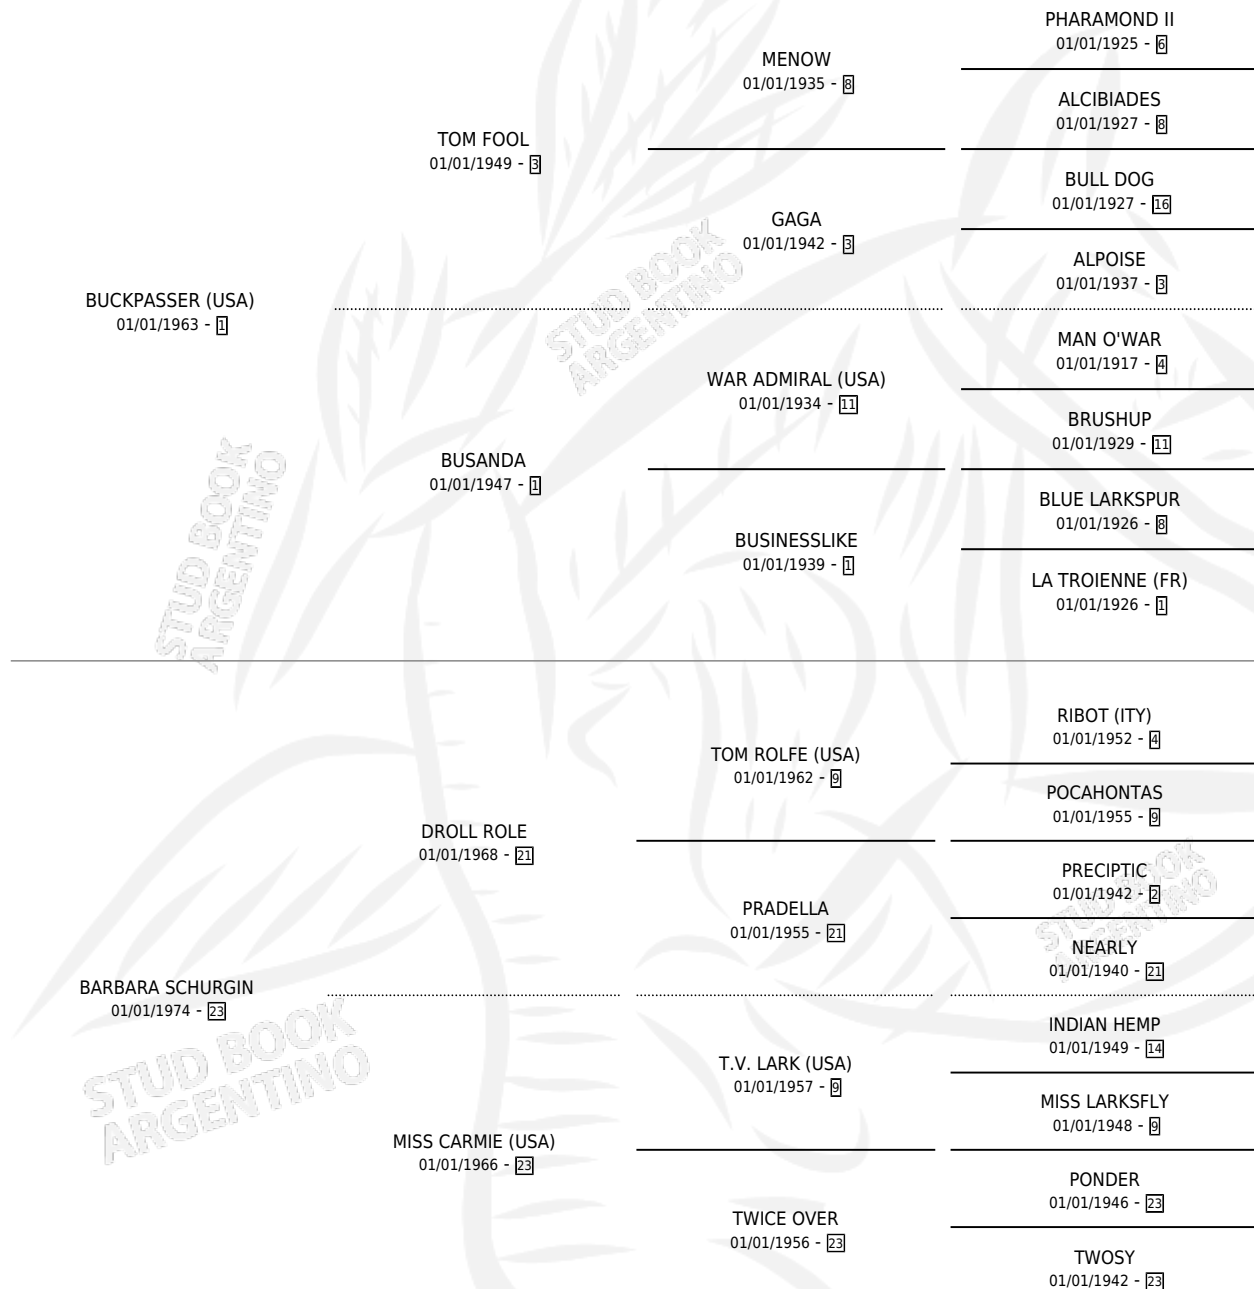 PHARAMOND II
01/01/1925 - 6
MENOW
01/01/1935 - 8
ALCIBIADES
01/01/1927 - 8
TOM FOOL
01/01/1949 - 3
BULL DOG
01/01/1927 - 16
GAGA
01/01/1942 - 3
ALPOISE
01/01/1937 - 3
BUCKPASSER (USA)
01/01/1963 - 1
MAN O'WAR
01/01/1917 - 4
WAR ADMIRAL (USA)
01/01/1934 - 11
BRUSHUP
01/01/1929 - 11
BUSANDA
01/01/1947 - 1
BLUE LARKSPUR
01/01/1926 - 8
BUSINESSLIKE
01/01/1939 - 1
LA TROIENNE (FR)
01/01/1926 - 1
RIBOT (ITY)
01/01/1952 - 4
TOM ROLFE (USA)
01/01/1962 - 9
POCAHONTAS
01/01/1955 - 9
DROLL ROLE
01/01/1968 - 21
PRECIPTIC
01/01/1942 - 2
PRADELLA
01/01/1955 - 21
NEARLY
01/01/1940 - 21
BARBARA SCHURGIN
01/01/1974 - 23
INDIAN HEMP
01/01/1949 - 14
T.V. LARK (USA)
01/01/1957 - 9
MISS LARKSFLY
01/01/1948 - 9
MISS CARMIE (USA)
01/01/1966 - 23
PONDER
01/01/1946 - 23
TWICE OVER
01/01/1956 - 23
TWOSY
01/01/1942 - 23
STUD BOOK
ARGENTINO
STUD BOOK
ARGENTINO
STUD BOOK
ARGENTINO
STUD BOOK
ARGENTINO